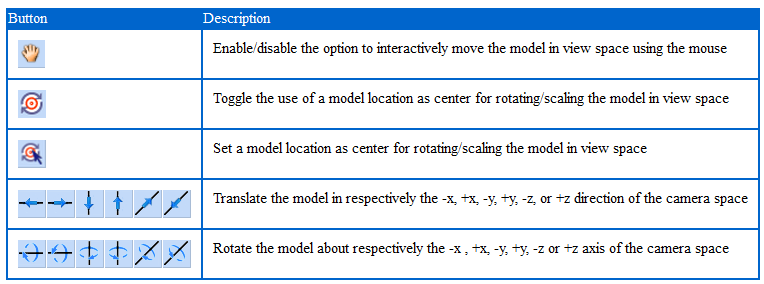 Button Description
Enable/disable the option to interactively move the model in view space using the mouse
Toggle the use of a model location as center for rotating/scaling the model in view space
Set a model location as center for rotating/scaling the model in view space
Translate the model in respectively the -x, +x, -y, +y, -z, or +z direction of the camera space
Rotate the model about respectively the -x , +x, -y, +y, -z or +z axis of the camera space